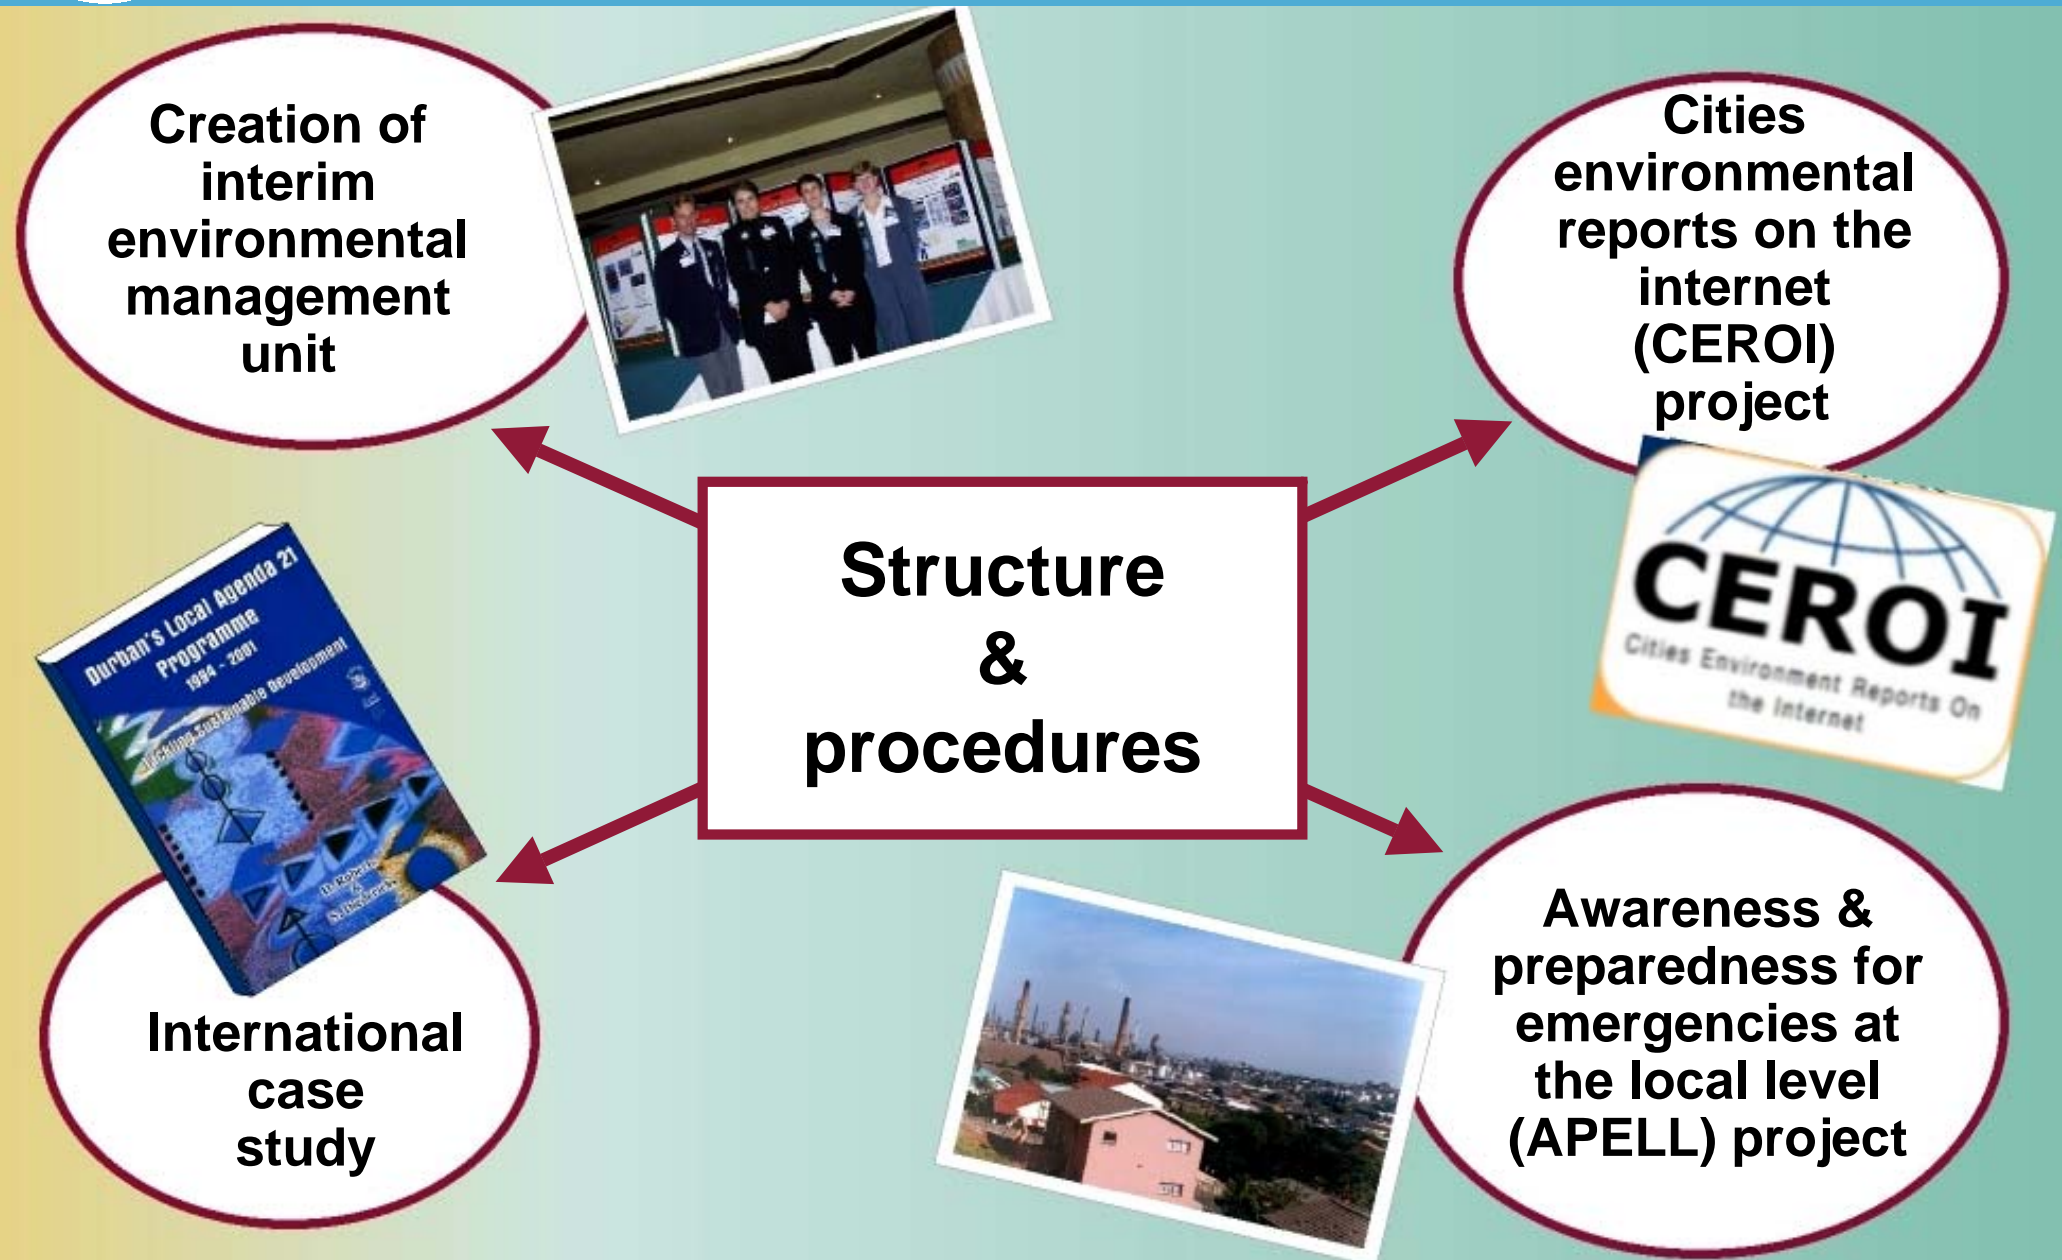 Creation of
interim
environmental
management
unit
Cities
environmental
reports on the
internet
(CEROI)
project
Structure
&
procedures
Durban's Local Agenda 21
Programme
1994 - 2001
Sustainable Development
&
CEROI
Cities Environment Reports On
the Internet
International
case
study
Awareness &
preparedness for
emergencies at
the local level
(APELL) project